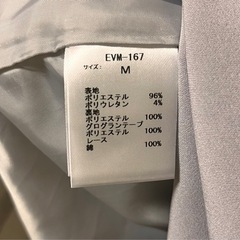 EVM-167
サイズ: M
表地
ポリエステル 96%
ポリウレタン 4%
裏地
ポリエステル 100%
グログランテープ
ポリエステル 100%
レース
綿 100%